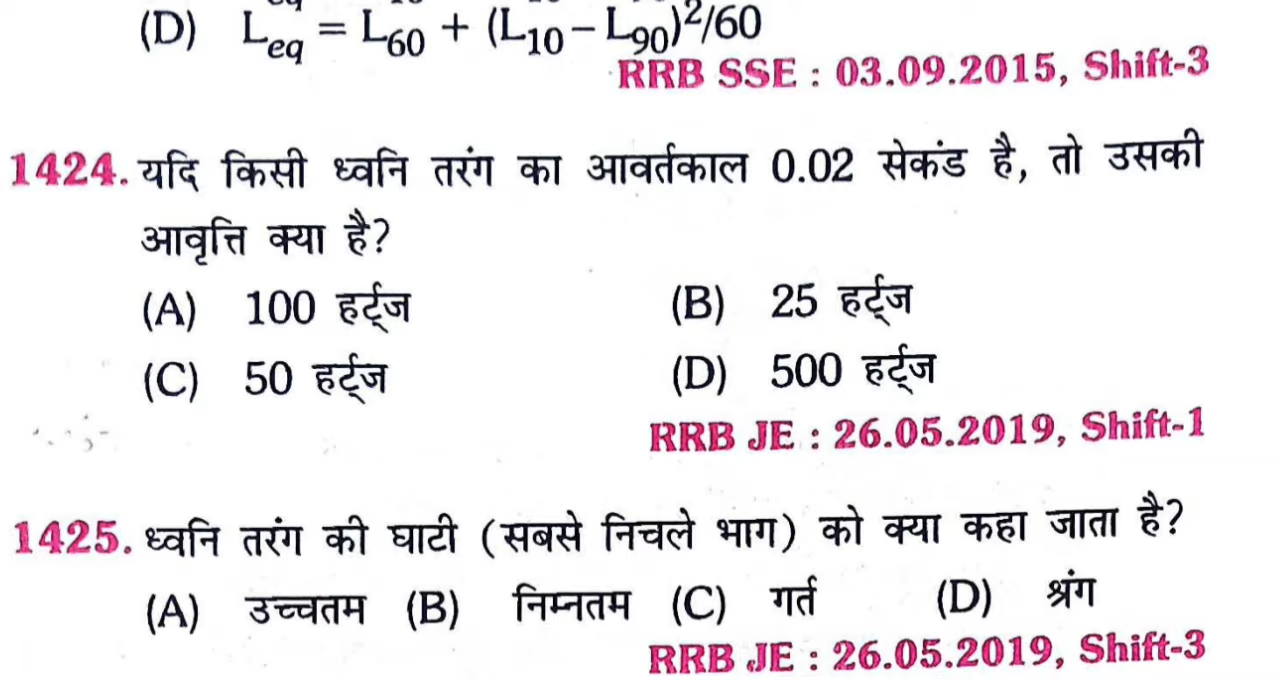 (D) L_eq = L_60 + (L_10 – L_90)²/60
RRB SSE : 03.09.2015, Shift-3
1424. यदि किसी ध्वनि तरंग का आवर्तकाल 0.02 सेकंड है, तो उसकी
आवृत्ति क्या है?
(A) 100 हर्ट्ज (B) 25 हर्ट्ज
(C) 50 हर्ट्ज (D) 500 हर्ट्ज
RRB JE : 26.05.2019, Shift-1
1425. ध्वनि तरंग की घाटी (सबसे निचले भाग) को क्या कहा जाता है?
(A) उच्चतम (B) निम्नतम (C) गर्त (D) श्रंग
RRB JE : 26.05.2019, Shift-3